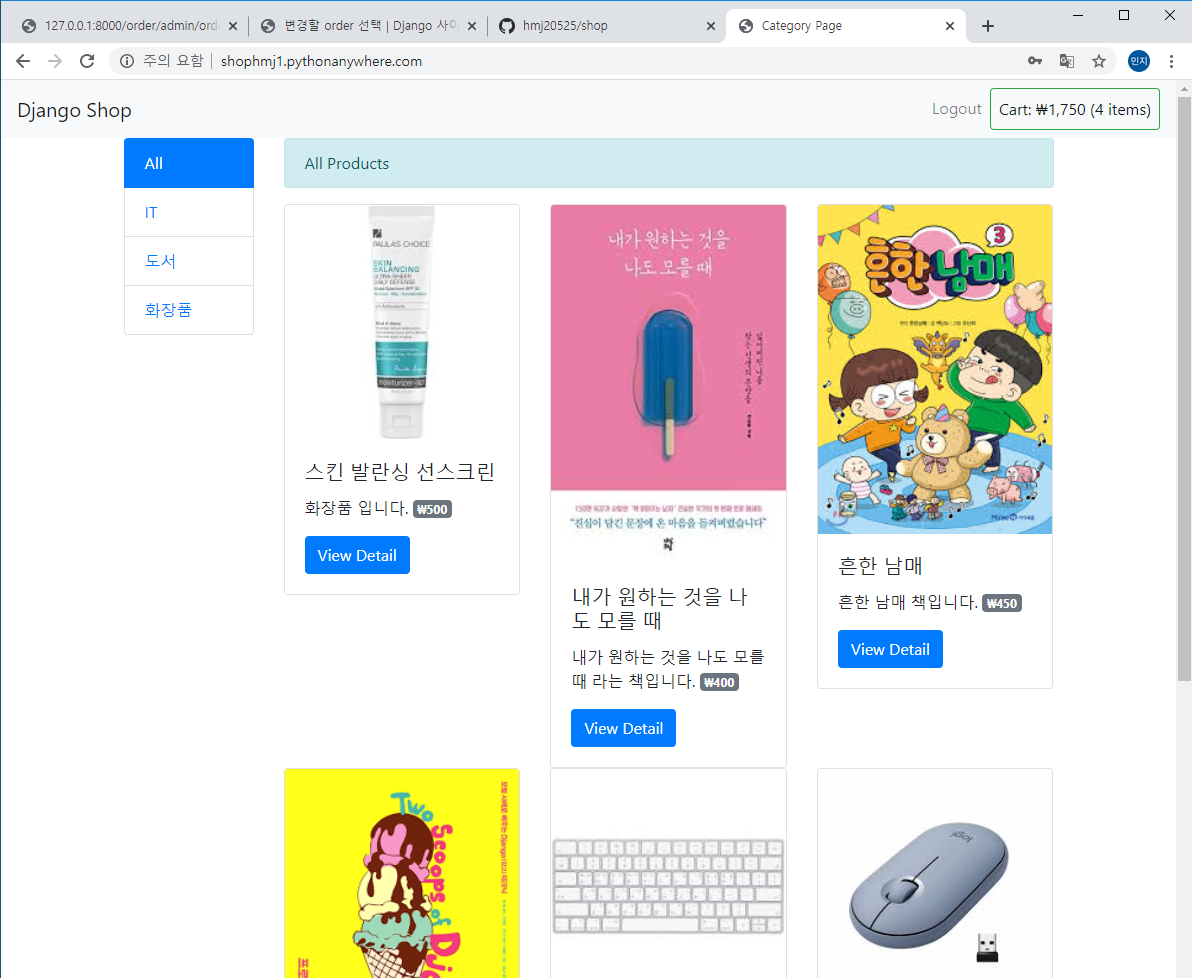 127.0.0.1:8000/order/admin/ord
변경할 order 선택 | Django 사이
hmj20525/shop
Category Page
주의 요함
shophmj1.pythonanywhere.com
민지
Django Shop
Logout
Cart: ₩1,750 (4 items)
All
IT
도서
화장품
All Products
PAULA'S CHOICE
SKIN
BALANCING
ULTRA-SHEER
DAILY DEFENSE
스킨 발란싱 선스크린
화장품 입니다. ₩500
View Detail
내가 원하는 것을
나도 모를 때
"진심이 담긴 문장에 온 마음을 들켜버렸습니다"
내가 원하는 것을 나
도 모를 때
내가 원하는 것을 나도 모를
때 라는 책입니다. ₩400
View Detail
흔한 남매
3
흔한 남매
흔한 남매 책입니다. ₩450
View Detail
Two
Scoops
of
Dja
logi